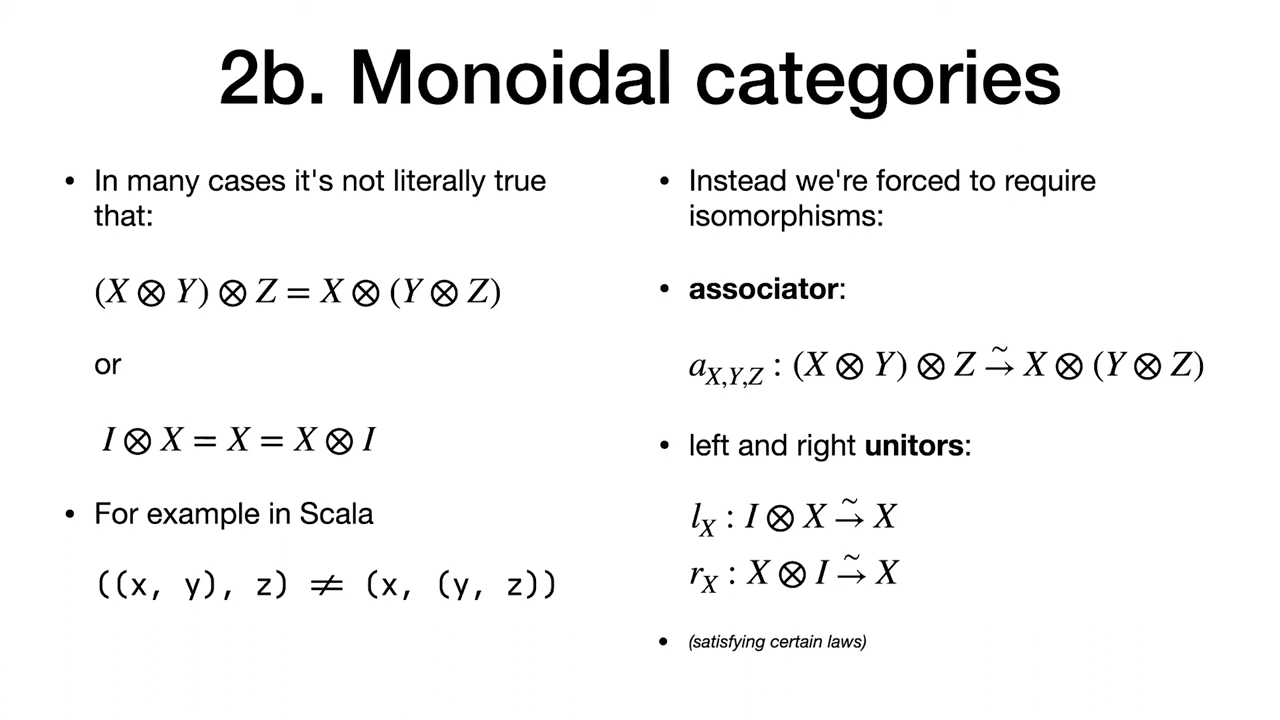 2b. Monoidal categories
• In many cases it's not literally true
that:
(X ⊗ Y) ⊗ Z = X ⊗ (Y ⊗ Z)
or
I ⊗ X = X = X ⊗ I
• For example in Scala
((x, y), z) ≠ (x, (y, z))
• Instead we're forced to require
isomorphisms:
• associator:
a_{X,Y,Z} : (X ⊗ Y) ⊗ Z ⥲ X ⊗ (Y ⊗ Z)
• left and right unitors:
l_X : I ⊗ X ⥲ X
r_X : X ⊗ I ⥲ X
• (satisfying certain laws)